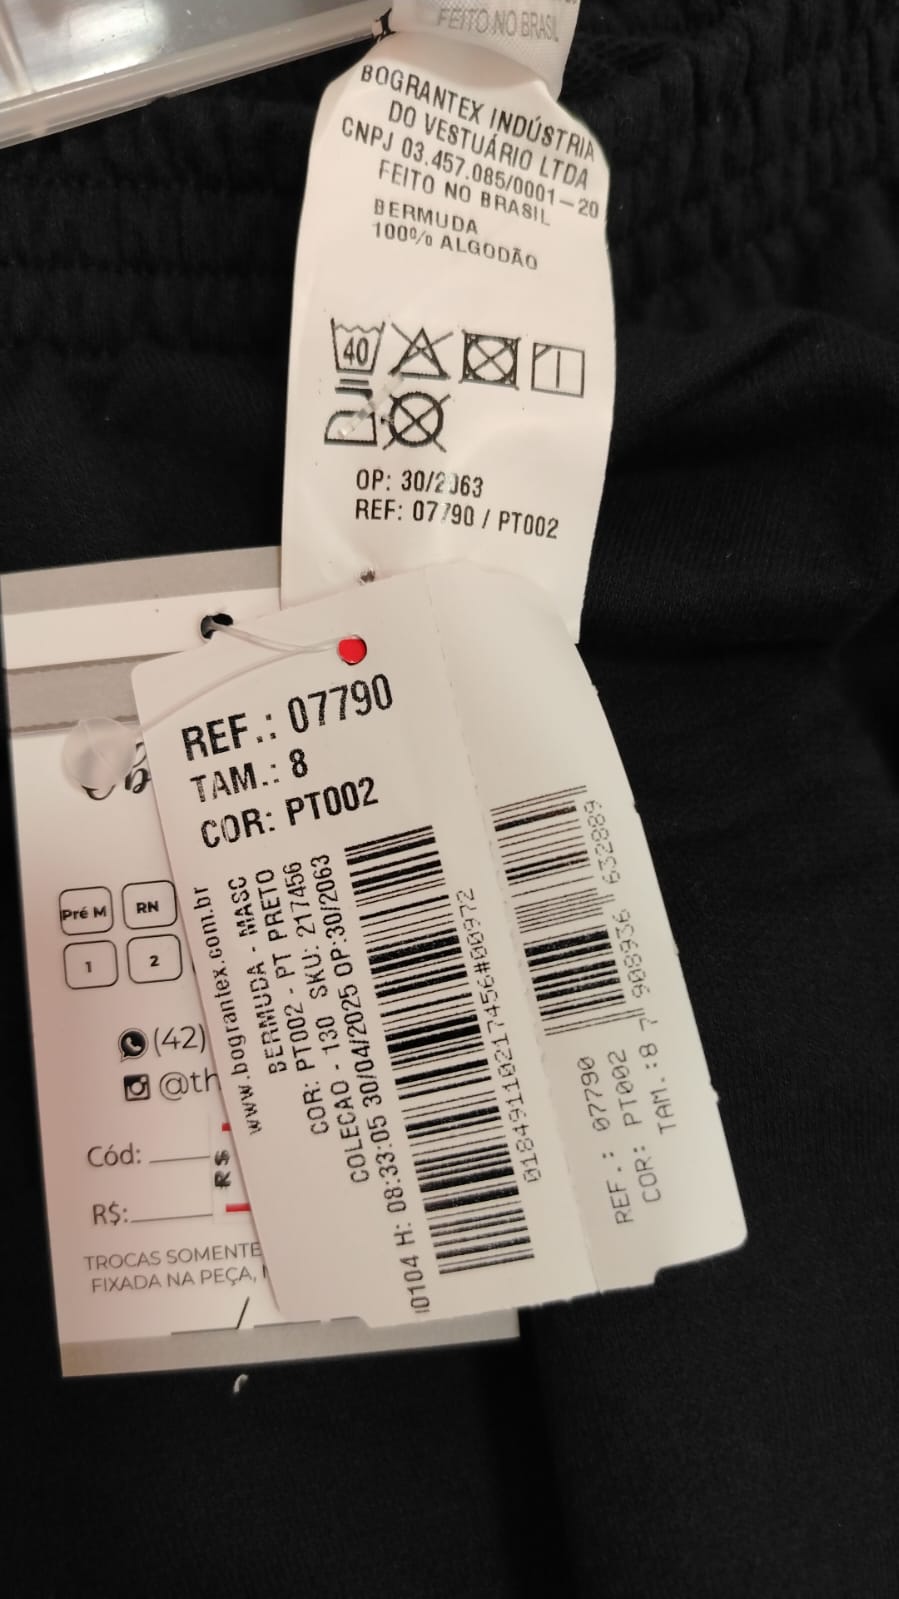 FEITO NO BRASIL
BOGRANTEX INDÚSTRIA
DO VESTUÁRIO LTDA
CNPJ 03.457.085/0001-20
FEITO NO BRASIL
BERMUDA
100% ALGODÃO
40
OP: 30/2063
REF: 07790 / PT002
REF.: 07790
TAM.: 8
COR: PT002
www.bograntex.com.br
BERMUDA - MASC
BERMUDA - PT PRETO
COR: PT002 SKU: 217456
COLECAO - 130 OP:30/2063
H: 08:33:05 30/04/2025
01849110217456#00972
7 908936 632889
REF.: 07790
COR: PT002
TAM.:8
Pré M
RN
1
2
(42)
@th
Cód:
R$
R$:
TROCAS SOMENTE
FIXADA NA PEÇA,
/